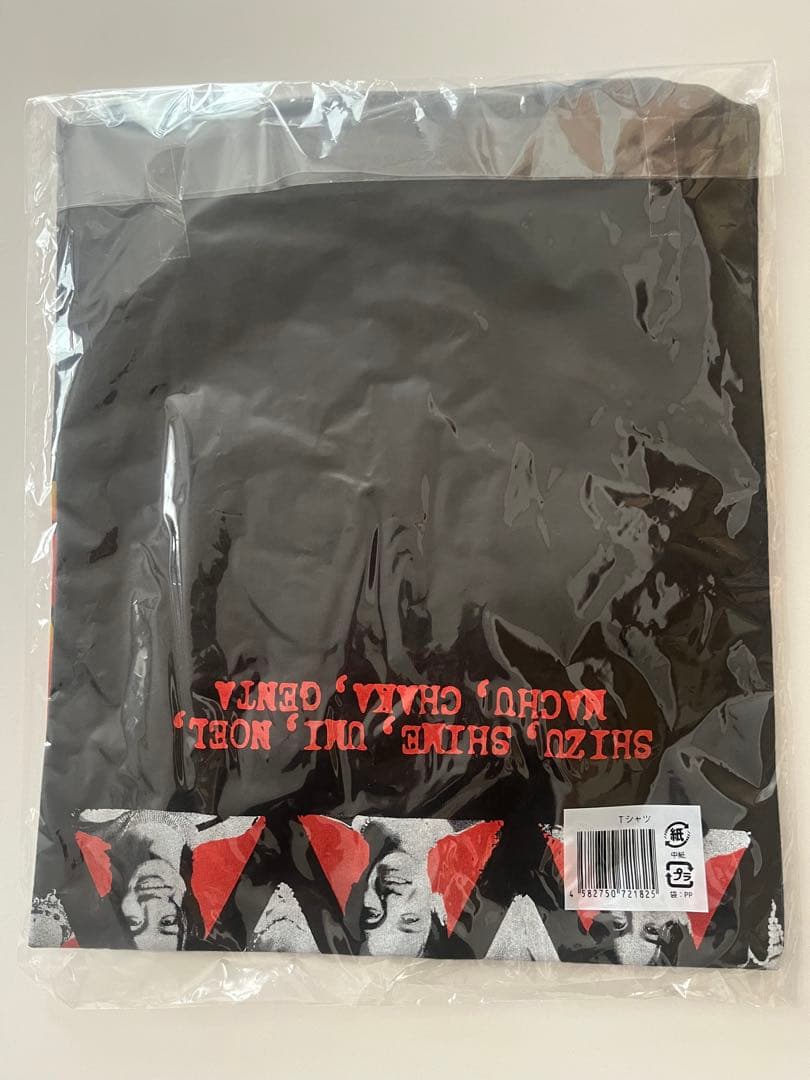 SHIZU, SHIME, UMI, NOEL,
MACHU, CHAKA, GENTA
Tシャツ
4 582750 721825
紙
中紙
プラ
袋:PP